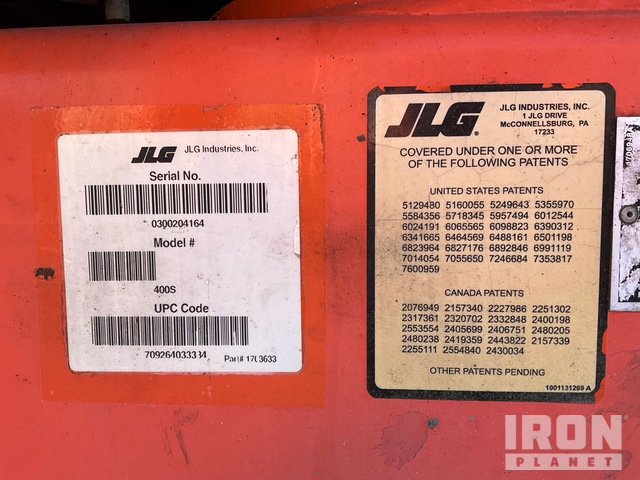 JLG JLG Industries, Inc.
Serial No.
0300204164
Model #
400S
UPC Code
709264033334 Part# 1703633
JLG JLG INDUSTRIES, INC.
1 JLG DRIVE
McCONNELLSBURG, PA
17233
COVERED UNDER ONE OR MORE
OF THE FOLLOWING PATENTS
UNITED STATES PATENTS
5129480 5160055 5249643 5355970
5584356 5718345 5957494 6012544
6024191 6065565 6098823 6390312
6341665 6464569 6488161 6501198
6823964 6827176 6892846 6991119
7014054 7055650 7246684 7353817
7600959
CANADA PATENTS
2076949 2157340 2227986 2251302
2317361 2320702 2332848 2400198
2553554 2405699 2406751 2480205
2480238 2419359 2443822 2157339
2255111 2554840 2430034
OTHER PATENTS PENDING
1001131269 A
IRON
PLANET